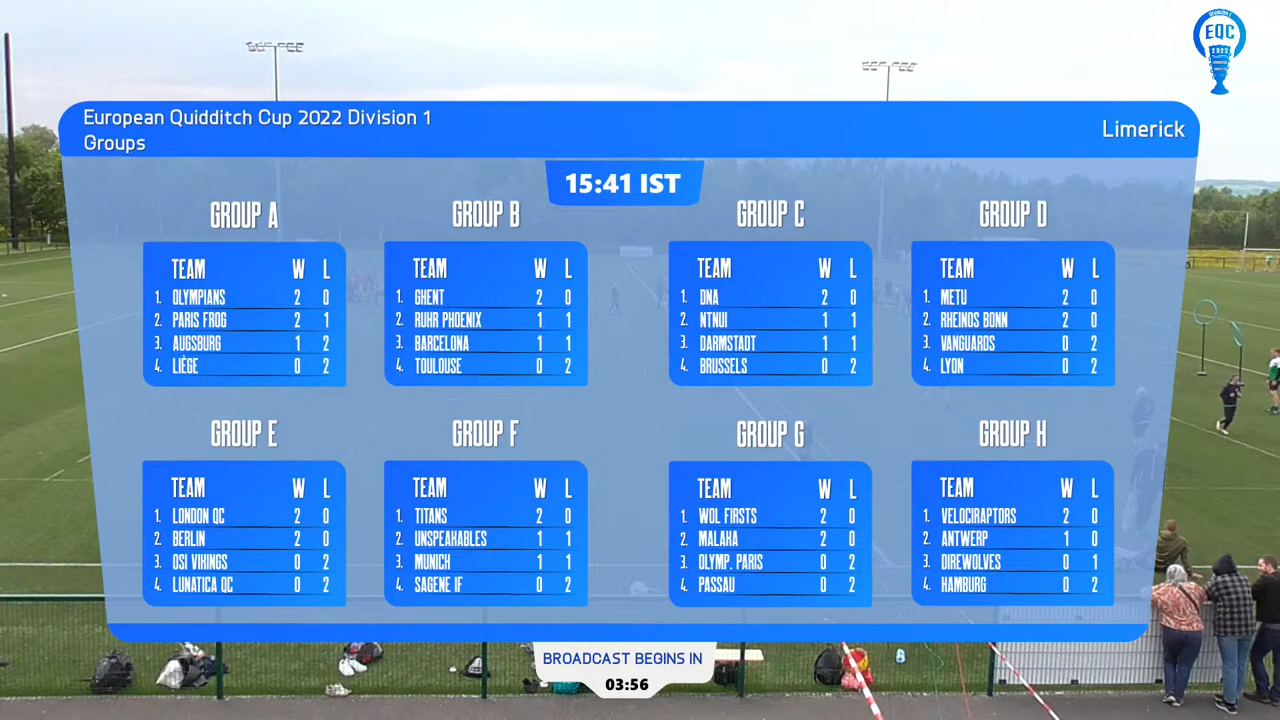 DIVISION 1
EQC
2022
European Quidditch Cup 2022 Division 1
Groups
Limerick
15:41 IST
GROUP A
TEAM W L
1. OLYMPIANS 2 0
2. PARIS FROG 2 1
3. AUGSBURG 1 2
4. LIÈGE 0 2
GROUP B
TEAM W L
1. GHENT 2 0
2. RUHR PHOENIX 1 1
3. BARCELONA 1 1
4. TOULOUSE 0 2
GROUP C
TEAM W L
1. DNA 2 0
2. NTNUI 1 1
3. DARMSTADT 1 1
4. BRUSSELS 0 2
GROUP D
TEAM W L
1. METU 2 0
2. RHEINOS BONN 2 0
3. VANGUARDS 0 2
4. LYON 0 2
GROUP E
TEAM W L
1. LONDON QC 2 0
2. BERLIN 2 0
3. OSI VIKINGS 0 2
4. LUNATICA QC 0 2
GROUP F
TEAM W L
1. TITANS 2 0
2. UNSPEAKABLES 1 1
3. MUNICH 1 1
4. SAGENE IF 0 2
GROUP G
TEAM W L
1. WOL FIRSTS 2 0
2. MALAKA 2 0
3. OLYMP. PARIS 0 2
4. PASSAU 0 2
GROUP H
TEAM W L
1. VELOCIRAPTORS 2 0
2. ANTWERP 1 0
3. DIREWOLVES 0 1
4. HAMBURG 0 2
BROADCAST BEGINS IN
03:56